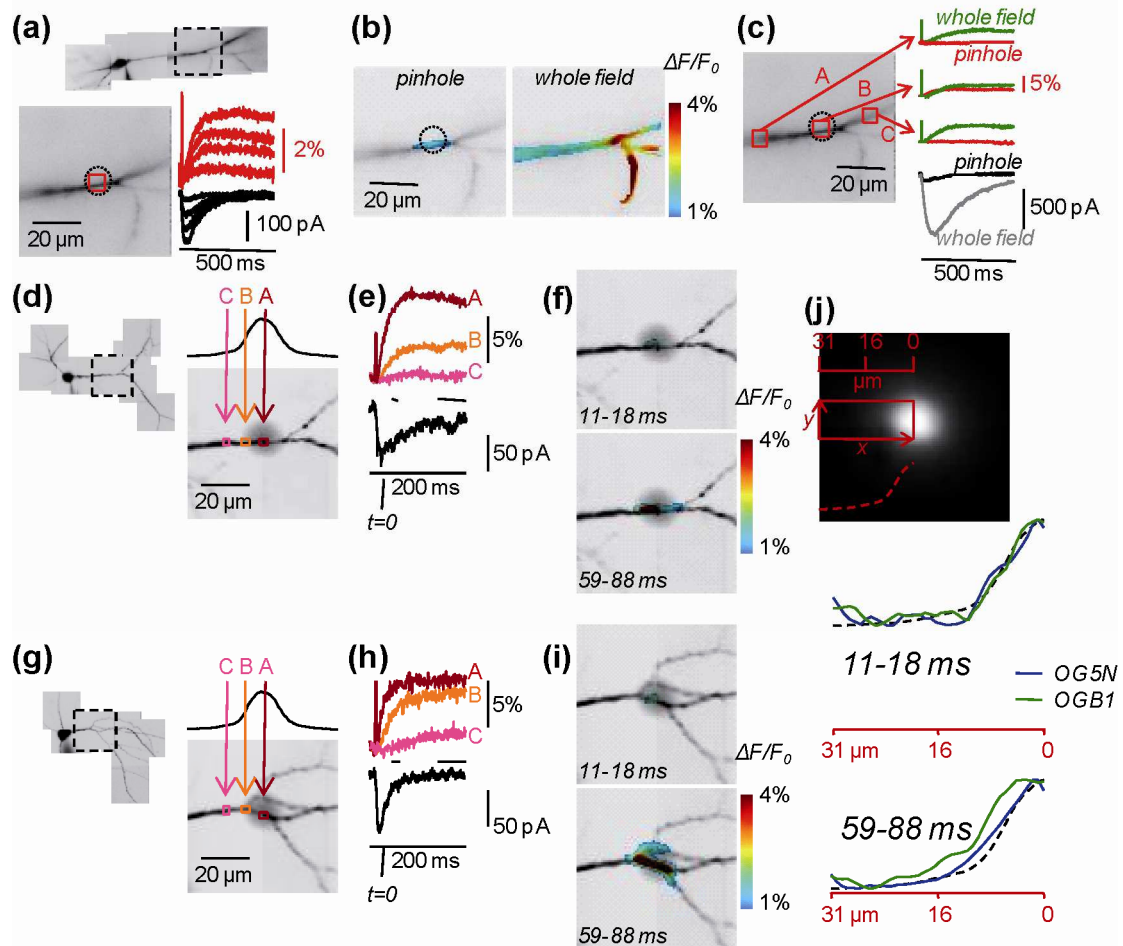 (a)
2%
100 pA
20 µm
500 ms
(b)
pinhole
whole field
ΔF/F0
4%
1%
20 µm
(c)
whole field
pinhole
5%
A
B
C
20 µm
pinhole
500 pA
whole field
500 ms
(d)
C B A
20 µm
(e)
A
B
C
5%
50 pA
200 ms
t=0
(f)
11-18 ms
ΔF/F0
4%
1%
59-88 ms
(g)
C B A
20 µm
(h)
A
B
C
5%
50 pA
200 ms
t=0
(i)
11-18 ms
ΔF/F0
4%
1%
59-88 ms
(j)
31 16 0
µm
y
x
11-18 ms
OG5N
OGB1
31 µm 16 0
59-88 ms
31 µm 16 0